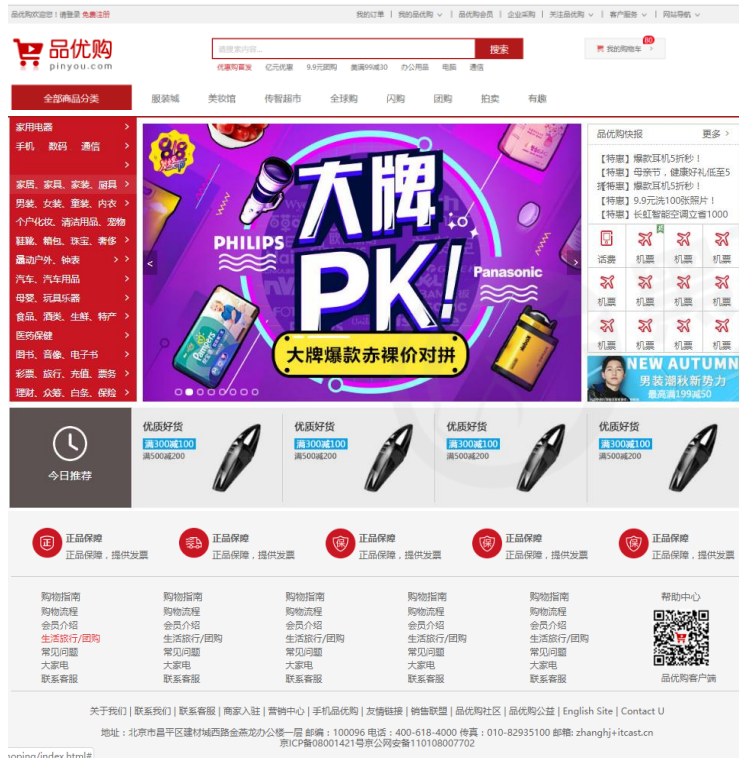 品优购欢迎您！请登录 免费注册
我的订单 | 我的品优购 | 品优购会员 | 企业采购 | 关注品优购 | 客户服务 | 网站导航
品优购
pinyou.com
请搜索内容...
搜索
我的购物车
80
优惠购首发 亿元优惠 9.9元团购 美满99减30 办公用品 电脑 通信
全部商品分类 服装城 美妆馆 传智超市 全球购 闪购 团购 拍卖 有趣
家用电器
手机 数码 通信
家居、家具、家装、厨具
男装、女装、童装、内衣
个户化妆、清洁用品、宠物
鞋靴、箱包、珠宝、奢侈
运动户外、钟表
汽车、汽车用品
母婴、玩具乐器
食品、酒类、生鲜、特产
医药保健
图书、音像、电子书
彩票、旅行、充值、票务
理财、众筹、白条、保险
大牌
PK!
PHILIPS
Panasonic
Pampers
大牌爆款赤裸价对拼
品优购快报 更多
【特惠】爆款耳机5折秒！
【特惠】母亲节，健康好礼低至5
【特惠】爆款耳机5折秒！
【特惠】9.9元洗100张照片！
【特惠】长虹智能空调立省1000
话费 机票 机票 机票
机票 机票 机票 机票
机票 机票 机票 机票
NEW AUTUMN
男装潮秋新势力
最高满199减50
今日推荐
优质好货 优质好货 优质好货 优质好货
满300减100 满300减100 满300减100 满300减100
满500减200 满500减200 满500减200 满500减200
正品保障 正品保障 正品保障 正品保障 正品保障
正品保障，提供发票 正品保障，提供发票 正品保障，提供发票 正品保障，提供发票 正品保障，提供发票
购物指南 购物指南 购物指南 购物指南 购物指南 帮助中心
购物流程 购物流程 购物流程 购物流程 购物流程
会员介绍 会员介绍 会员介绍 会员介绍 会员介绍
生活旅行/团购 生活旅行/团购 生活旅行/团购 生活旅行/团购 生活旅行/团购
常见问题 常见问题 常见问题 常见问题 常见问题
大家电 大家电 大家电 大家电 大家电
联系客服 联系客服 联系客服 联系客服 联系客服 品优购客户端
关于我们 | 联系我们 | 联系客服 | 商家入驻 | 营销中心 | 手机品优购 | 友情链接 | 销售联盟 | 品优购社区 | 品优购公益 | English Site | Contact U
地址：北京市昌平区建材城西路金燕龙办公楼一层 邮编：100096 电话：400-618-4000 传真：010-82935100 邮箱: zhanghj+itcast.cn
京ICP备08001421号京公网安备110108007702